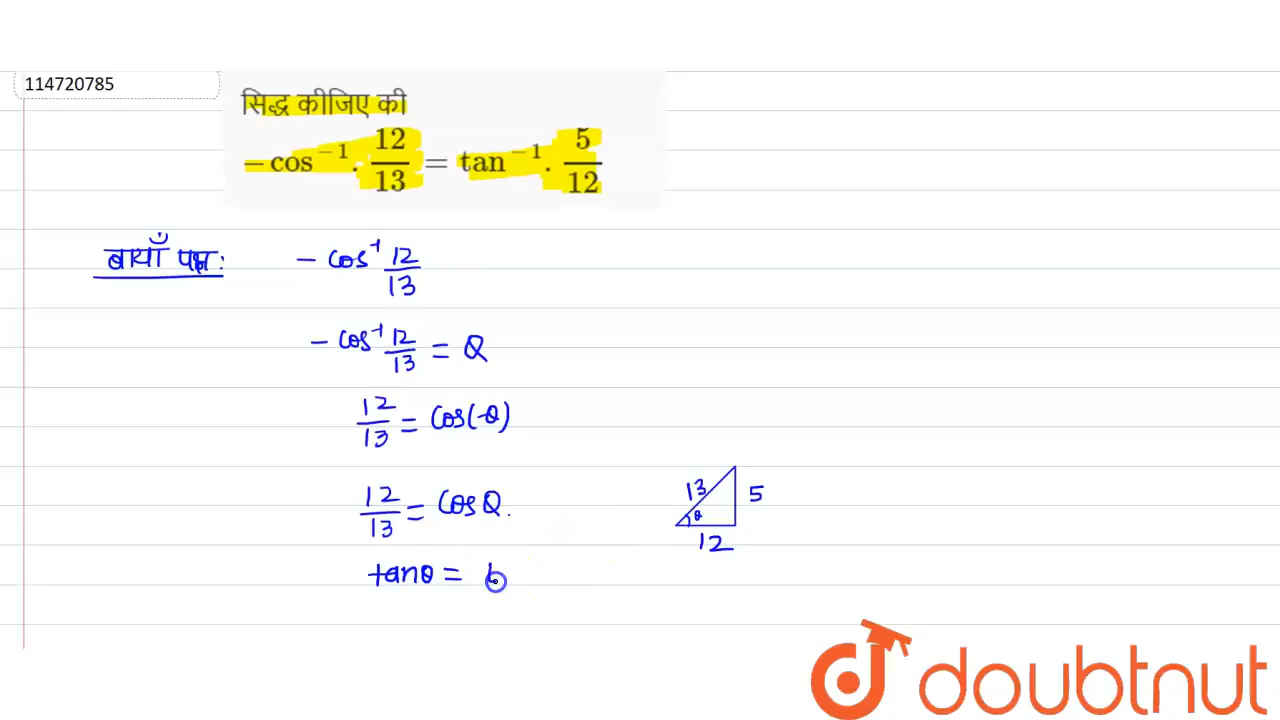 114720785
सिद्ध कीजिए की
-cos⁻¹. 12/13 = tan⁻¹. 5/12
बायाँ पक्ष: - cos⁻¹ 12/13
- cos⁻¹ 12/13 = θ
12/13 = cos(-θ)
12/13 = cos θ.
13 5
θ
12
tanθ =
doubtnut